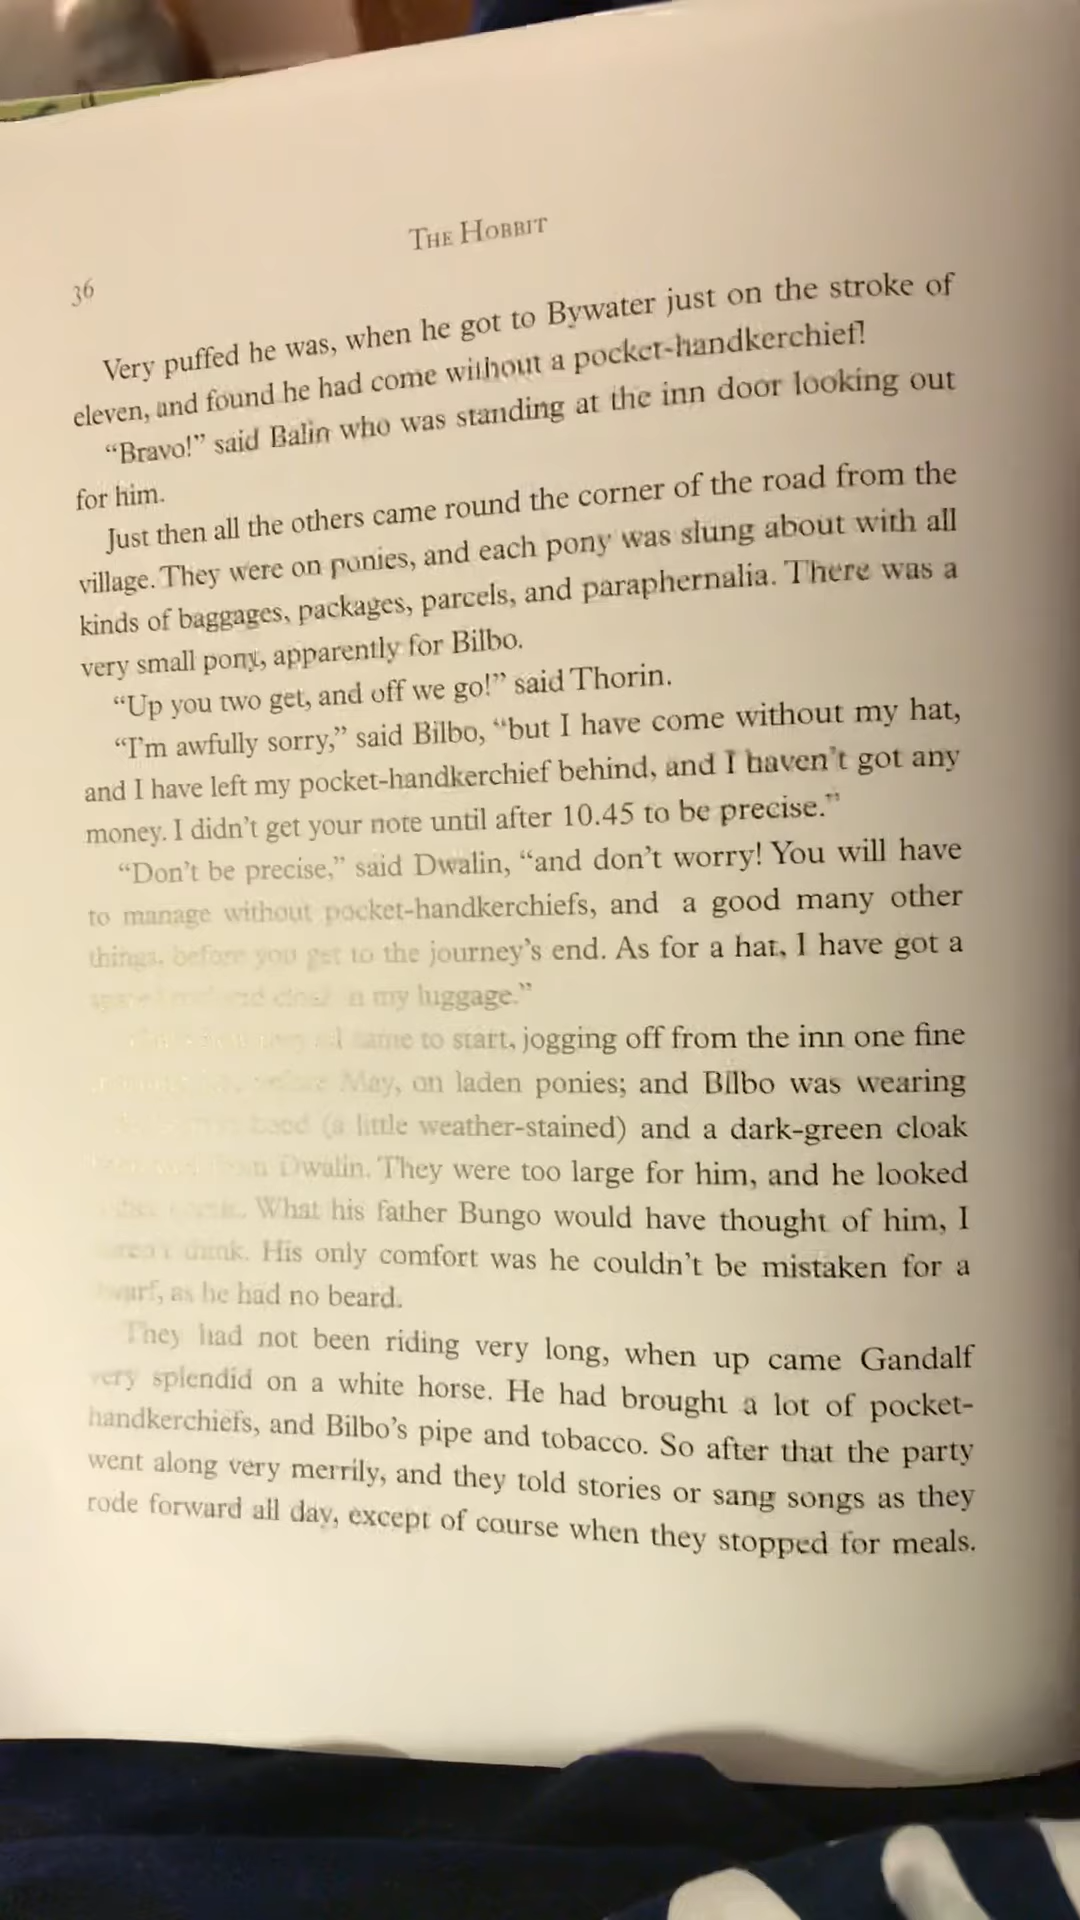 THE HOBBIT
36
Very puffed he was, when he got to Bywater just on the stroke of
eleven, and found he had come without a pocket-handkerchief!
“Bravo!” said Balin who was standing at the inn door looking out
for him.
Just then all the others came round the corner of the road from the
village. They were on ponies, and each pony was slung about with all
kinds of baggages, packages, parcels, and paraphernalia. There was a
very small pony, apparently for Bilbo.
“Up you two get, and off we go!” said Thorin.
“I’m awfully sorry,” said Bilbo, “but I have come without my hat,
and I have left my pocket-handkerchief behind, and I haven’t got any
money. I didn’t get your note until after 10.45 to be precise.”
“Don’t be precise,” said Dwalin, “and don’t worry! You will have
to manage without pocket-handkerchiefs, and a good many other
things, before you get to the journey’s end. As for a hat, I have got a
my luggage.”
came to start, jogging off from the inn one fine
May, on laden ponies; and Bilbo was wearing
hood (a little weather-stained) and a dark-green cloak
Dwalin. They were too large for him, and he looked
What his father Bungo would have thought of him, I
think. His only comfort was he couldn’t be mistaken for a
dwarf, as he had no beard.
They had not been riding very long, when up came Gandalf
very splendid on a white horse. He had brought a lot of pocket-
handkerchiefs, and Bilbo’s pipe and tobacco. So after that the party
went along very merrily, and they told stories or sang songs as they
rode forward all day, except of course when they stopped for meals.